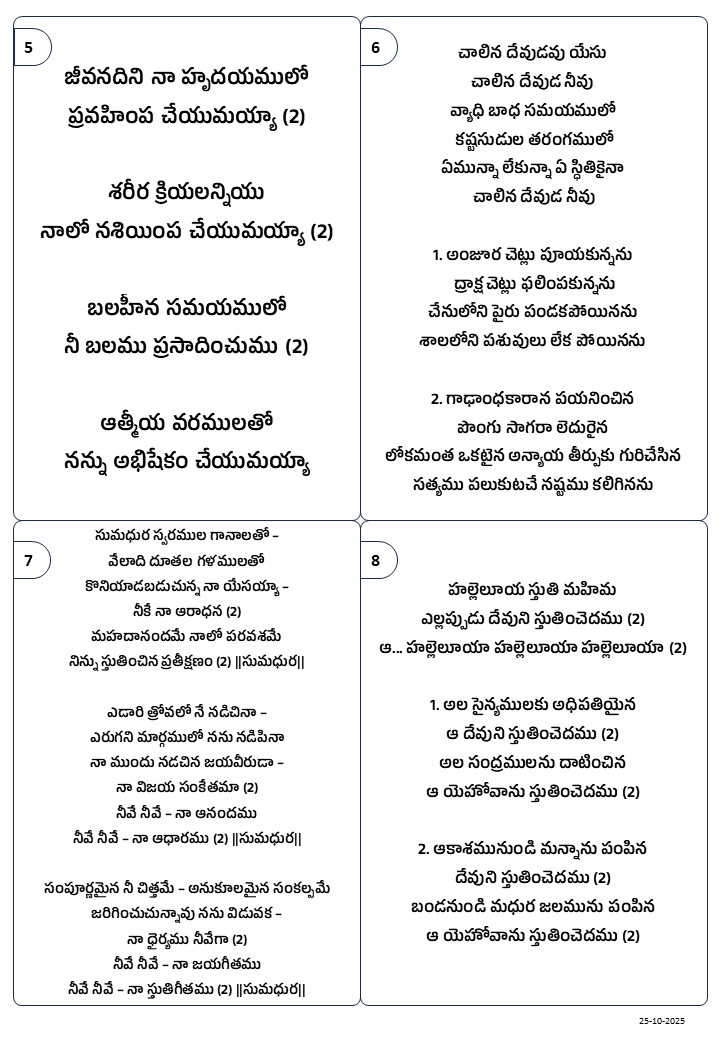 5
జీవనదిని నా హృదయములో
ప్రవహింప చేయుమయ్యా (2)
శరీర క్రియలన్నియు
నాలో నశియింప చేయుమయ్యా (2)
బలహీన సమయములో
నీ బలము ప్రసాదించుము (2)
ఆత్మీయ వరములతో
నన్ను అభిషేకం చేయుమయ్యా
6
చాలిన దేవుడవు యేసు
చాలిన దేవుడ నీవు
వ్యాధి బాధ సమయములో
కష్టసుడుల తరంగములో
ఏమున్నా లేకున్నా ఏ స్థితికైనా
చాలిన దేవుడ నీవు
1. అంజూర చెట్లు పూయకున్నను
ద్రాక్ష చెట్లు ఫలింపకున్నను
చేనులోని పైరు పండకపోయినను
శాలలోని పశువులు లేక పోయినను
2. గాఢాంధకారాన పయనించిన
పొంగు సాగరా లెదురైన
లోకమంత ఒకటైన అన్యాయ తీర్పుకు గురిచేసిన
సత్యము పలుకుటచే నష్టము కలిగినను
7
సుమధుర స్వరముల గానాలతో –
వేలాది దూతల గళములతో
కొనియాడబడుచున్న నా యేసయ్యా –
నీకే నా ఆరాధన (2)
మహదానందమే నాలో పరవశమే
నిన్ను స్తుతించిన ప్రతీక్షణం (2) ||సుమధుర||
ఎడారి త్రోవలో నే నడిచినా –
ఎరుగని మార్గములో నను నడిపినా
నా ముందు నడచిన జయవీరుడా –
నా విజయ సంకేతమా (2)
నీవే నీవే – నా ఆనందము
నీవే నీవే – నా ఆధారము (2) ||సుమధుర||
సంపూర్ణమైన నీ చిత్తమే – అనుకూలమైన సంకల్పమే
జరిగించుచున్నావు నను విడువక –
నా ధైర్యము నీవేగా (2)
నీవే నీవే – నా జయగీతము
నీవే నీవే – నా స్తుతిగీతము (2) ||సుమధుర||
8
హల్లెలూయ స్తుతి మహిమ
ఎల్లప్పుడు దేవుని స్తుతించెదము (2)
ఆ... హల్లెలూయా హల్లెలూయా హల్లెలూయా (2)
1. అల సైన్యములకు అధిపతియైన
ఆ దేవుని స్తుతించెదము (2)
అల సంద్రములను దాటించిన
ఆ యెహోవాను స్తుతించెదము (2)
2. ఆకాశమునుండి మన్నాను పంపిన
దేవుని స్తుతించెదము (2)
బండనుండి మధుర జలమును పంపిన
ఆ యెహోవాను స్తుతించెదము (2)
25-10-2025